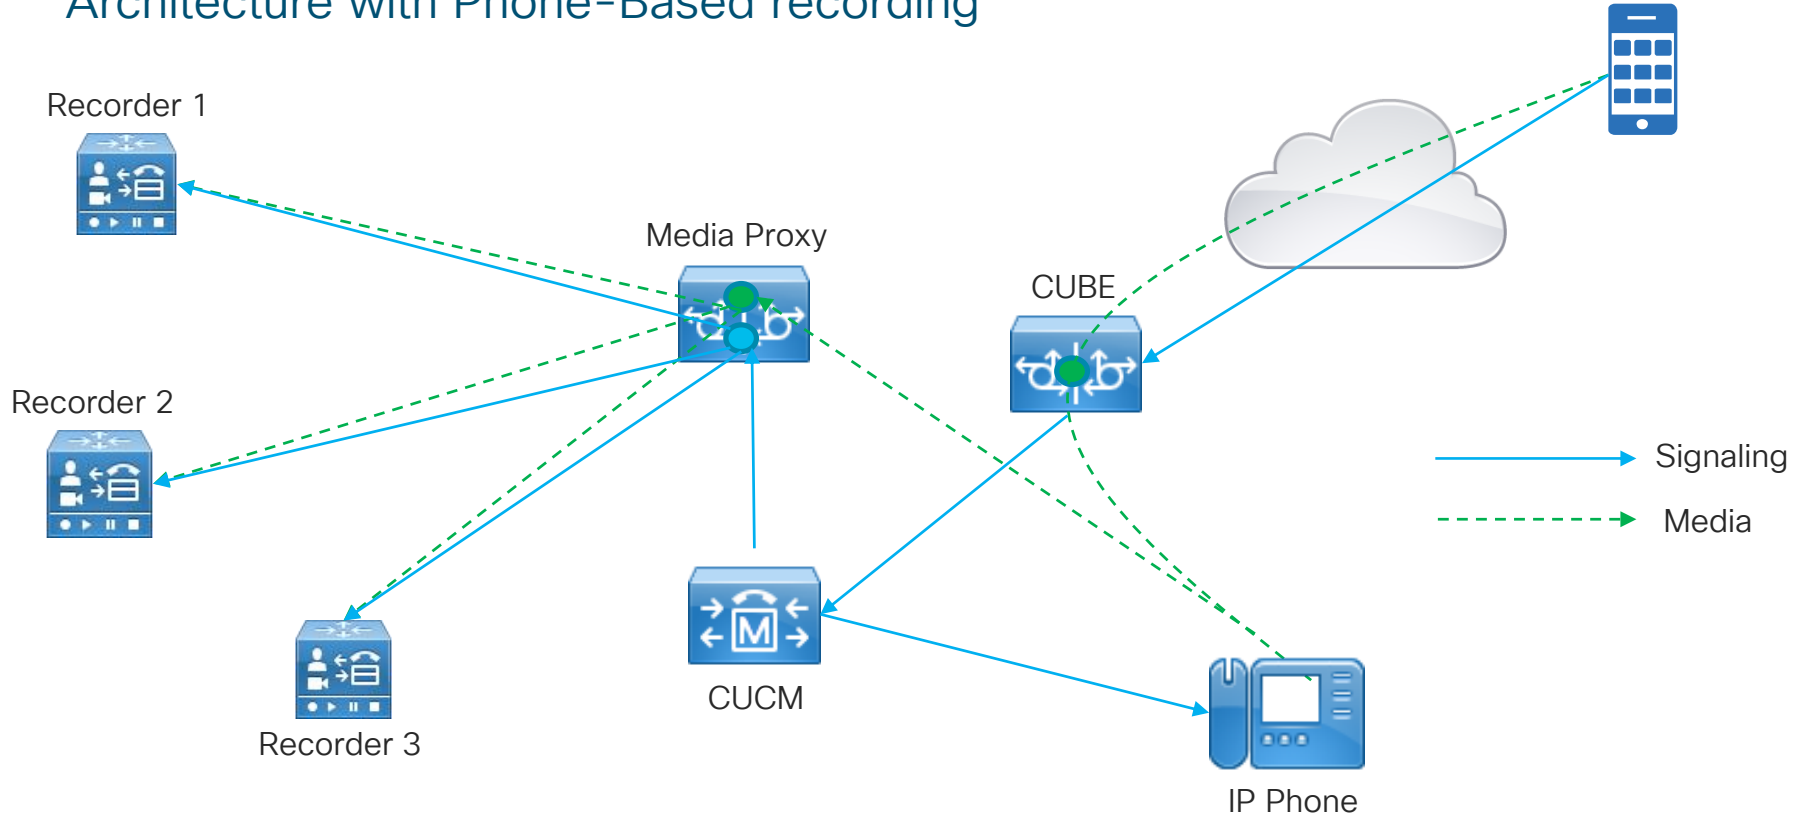 Architecture with Phone-Based recording
Recorder 1
Media Proxy
CUBE
Recorder 2
Signaling
Media
M
CUCM
Recorder 3
IP Phone